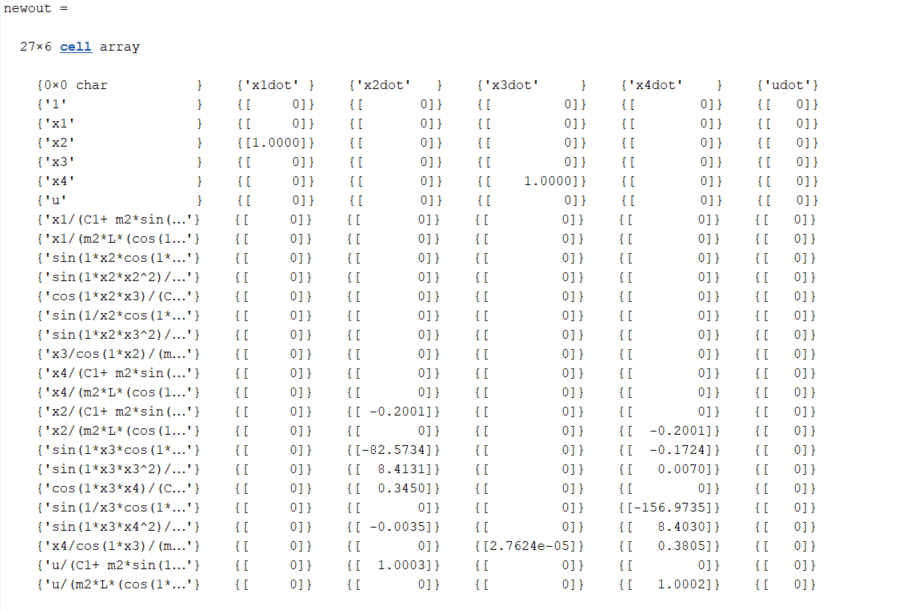 newout =
27×6 cell array
{0×0 char } {'x1dot' } {'x2dot' } {'x3dot' } {'x4dot' } {'udot'}
{'1' } {[ 0]} {[ 0]} {[ 0]} {[ 0]} {[ 0]}
{'x1' } {[ 0]} {[ 0]} {[ 0]} {[ 0]} {[ 0]}
{'x2' } {[1.0000]} {[ 0]} {[ 0]} {[ 0]} {[ 0]}
{'x3' } {[ 0]} {[ 0]} {[ 0]} {[ 0]} {[ 0]}
{'x4' } {[ 0]} {[ 0]} {[ 1.0000]} {[ 0]} {[ 0]}
{'u' } {[ 0]} {[ 0]} {[ 0]} {[ 0]} {[ 0]}
{'x1/(C1+ m2*sin(...'} {[ 0]} {[ 0]} {[ 0]} {[ 0]} {[ 0]}
{'x1/(m2*L*(cos(1...'} {[ 0]} {[ 0]} {[ 0]} {[ 0]} {[ 0]}
{'sin(1*x2*cos(1*...'} {[ 0]} {[ 0]} {[ 0]} {[ 0]} {[ 0]}
{'sin(1*x2*x2^2)/...'} {[ 0]} {[ 0]} {[ 0]} {[ 0]} {[ 0]}
{'cos(1*x2*x3)/(C...'} {[ 0]} {[ 0]} {[ 0]} {[ 0]} {[ 0]}
{'sin(1/x2*cos(1*...'} {[ 0]} {[ 0]} {[ 0]} {[ 0]} {[ 0]}
{'sin(1*x2*x3^2)/...'} {[ 0]} {[ 0]} {[ 0]} {[ 0]} {[ 0]}
{'x3/cos(1*x2)/(m...'} {[ 0]} {[ 0]} {[ 0]} {[ 0]} {[ 0]}
{'x4/(C1+ m2*sin(...'} {[ 0]} {[ 0]} {[ 0]} {[ 0]} {[ 0]}
{'x4/(m2*L*(cos(1...'} {[ 0]} {[ 0]} {[ 0]} {[ 0]} {[ 0]}
{'x2/(C1+ m2*sin(...'} {[ 0]} {[ -0.2001]} {[ 0]} {[ 0]} {[ 0]}
{'x2/(m2*L*(cos(1...'} {[ 0]} {[ 0]} {[ 0]} {[ -0.2001]} {[ 0]}
{'sin(1*x3*cos(1*...'} {[ 0]} {[-82.5734]} {[ 0]} {[ -0.1724]} {[ 0]}
{'sin(1*x3*x3^2)/...'} {[ 0]} {[ 8.4131]} {[ 0]} {[ 0.0070]} {[ 0]}
{'cos(1*x3*x4)/(C...'} {[ 0]} {[ 0.3450]} {[ 0]} {[ 0]} {[ 0]}
{'sin(1/x3*cos(1*...'} {[ 0]} {[ 0]} {[ 0]} {[-156.9735]} {[ 0]}
{'sin(1*x3*x4^2)/...'} {[ 0]} {[ -0.0035]} {[ 0]} {[ 8.4030]} {[ 0]}
{'x4/cos(1*x3)/(m...'} {[ 0]} {[ 0]} {[2.7624e-05]} {[ 0.3805]} {[ 0]}
{'u/(C1+ m2*sin(1...'} {[ 0]} {[ 1.0003]} {[ 0]} {[ 0]} {[ 0]}
{'u/(m2*L*(cos(1*...'} {[ 0]} {[ 0]} {[ 0]} {[ 1.0002]} {[ 0]}